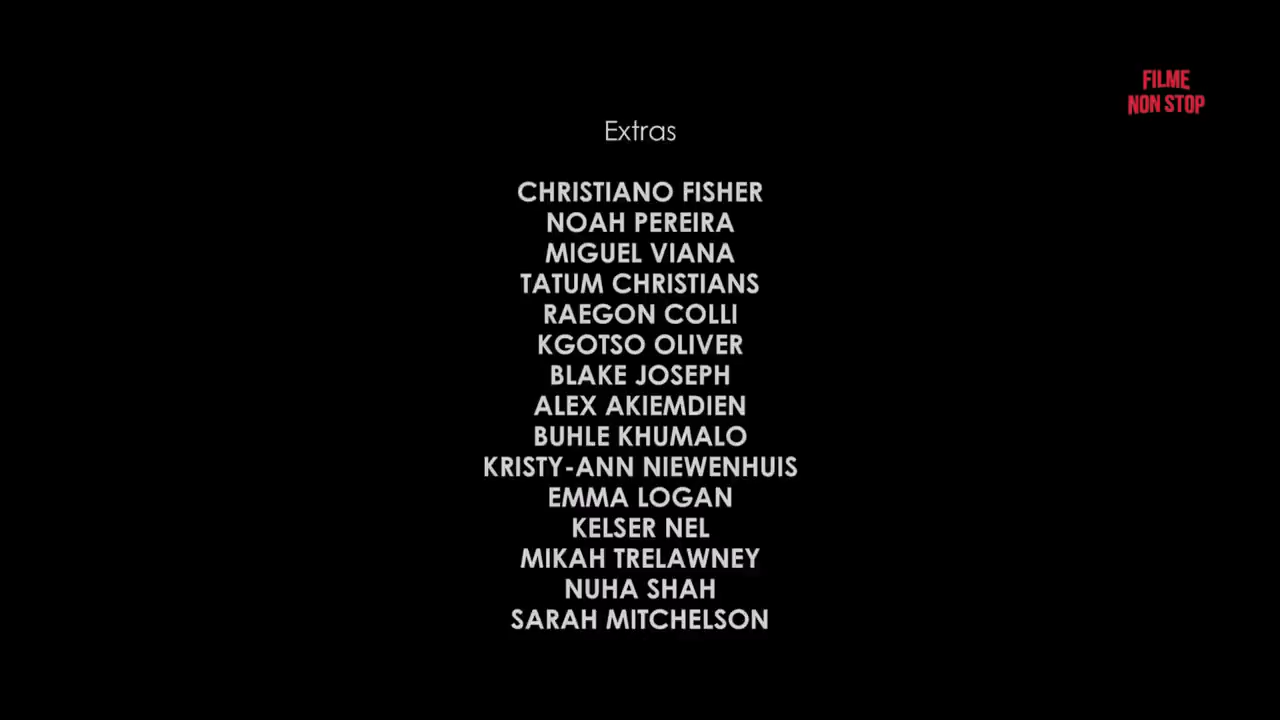 FILME
NON STOP
Extras
CHRISTIANO FISHER
NOAH PEREIRA
MIGUEL VIANA
TATUM CHRISTIANS
RAEGON COLLI
KGOTSO OLIVER
BLAKE JOSEPH
ALEX AKIEMDIEN
BUHLE KHUMALO
KRISTY-ANN NIEWENHUIS
EMMA LOGAN
KELSER NEL
MIKAH TRELAWNEY
NUHA SHAH
SARAH MITCHELSON